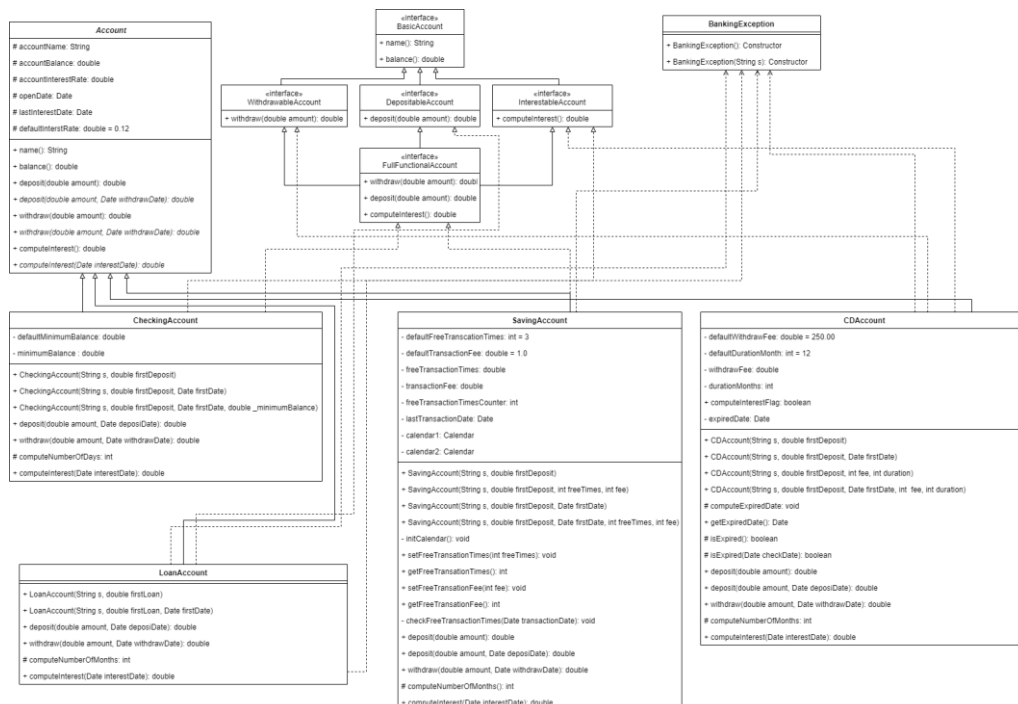 Account
# accountName: String
# accountBalance: double
# accountInterestRate: double
# openDate: Date
# lastInterestDate: Date
# defaultInterstRate: double = 0.12
+ name(): String
+ balance(): double
+ deposit(double amount): double
+ deposit(double amount, Date withdrawDate): double
+ withdraw(double amount): double
+ withdraw(double amount, Date withdrawDate): double
+ computeInterest(): double
+ computeInterest(Date interestDate): double
«interface»
BasicAccount
+ name(): String
+ balance(): double
«interface»
WithdrawableAccount
+ withdraw(double amount): double
«interface»
DepositableAccount
+ deposit(double amount): double
«interface»
InterestableAccount
+ computeInterest(): double
«interface»
FullFunctionalAccount
+ withdraw(double amount): doubl
+ deposit(double amount): double
+ computeInterest(): double
BankingException
+ BankingException(): Constructor
+ BankingException(String s): Constructor
CheckingAccount
- defaultMinimumBalance: double
- minimumBalance : double
+ CheckingAccount(String s, double firstDeposit)
+ CheckingAccount(String s, double firstDeposit, Date firstDate)
+ CheckingAccount(String s, double firstDeposit, Date firstDate, double _minimumBalance)
+ deposit(double amount, Date deposiDate): double
+ withdraw(double amount, Date withdrawDate): double
# computeNumberOfDays: int
+ computeInterest(Date interestDate): double
LoanAccount
+ LoanAccount(String s, double firstLoan)
+ LoanAccount(String s, double firstLoan, Date firstDate)
+ deposit(double amount, Date deposiDate): double
+ withdraw(double amount, Date withdrawDate): double
# computeNumberOfMonths: int
+ computeInterest(Date interestDate): double
SavingAccount
- defaultFreeTranscationTimes: int = 3
- defaultTransactionFee: double = 1.0
- freeTransactionTimes: double
- transactionFee: double
- freeTransactionTimesCounter: int
- lastTransactionDate: Date
- calendar1: Calendar
- calendar2: Calendar
+ SavingAccount(String s, double firstDeposit)
+ SavingAccount(String s, double firstDeposit, int freeTimes, int fee)
+ SavingAccount(String s, double firstDeposit, Date firstDate)
+ SavingAccount(String s, double firstDeposit, Date firstDate, int freeTimes, int fee)
- initCalendar(): void
+ setFreeTransationTimes(int freeTimes): void
+ getFreeTransationTimes(): int
+ setFreeTransationFee(int fee): void
+ getFreeTransationFee(): int
- checkFreeTransactionTimes(Date transactionDate): void
+ deposit(double amount): double
+ deposit(double amount, Date deposiDate): double
+ withdraw(double amount, Date withdrawDate): double
# computeNumberOfMonths(): int
+ computeInterest(Date interestDate): double
CDAccount
- defaultWithdrawFee: double = 250.00
- defaultDurationMonth: int = 12
- withdrawFee: double
- durationMonths: int
+ computeInterestFlag: boolean
- expiredDate: Date
+ CDAccount(String s, double firstDeposit)
+ CDAccount(String s, double firstDeposit, Date firstDate)
+ CDAccount(String s, double firstDeposit, int fee, int duration)
+ CDAccount(String s, double firstDeposit, Date firstDate, int fee, int duration)
# computeExpiredDate: void
+ getExpiredDate(): Date
# isExpired(): boolean
# isExpired(Date checkDate): boolean
+ deposit(double amount): double
+ deposit(double amount, Date deposiDate): double
+ withdraw(double amount, Date withdrawDate): double
# computeNumberOfMonths: int
+ computeInterest(Date interestDate): double